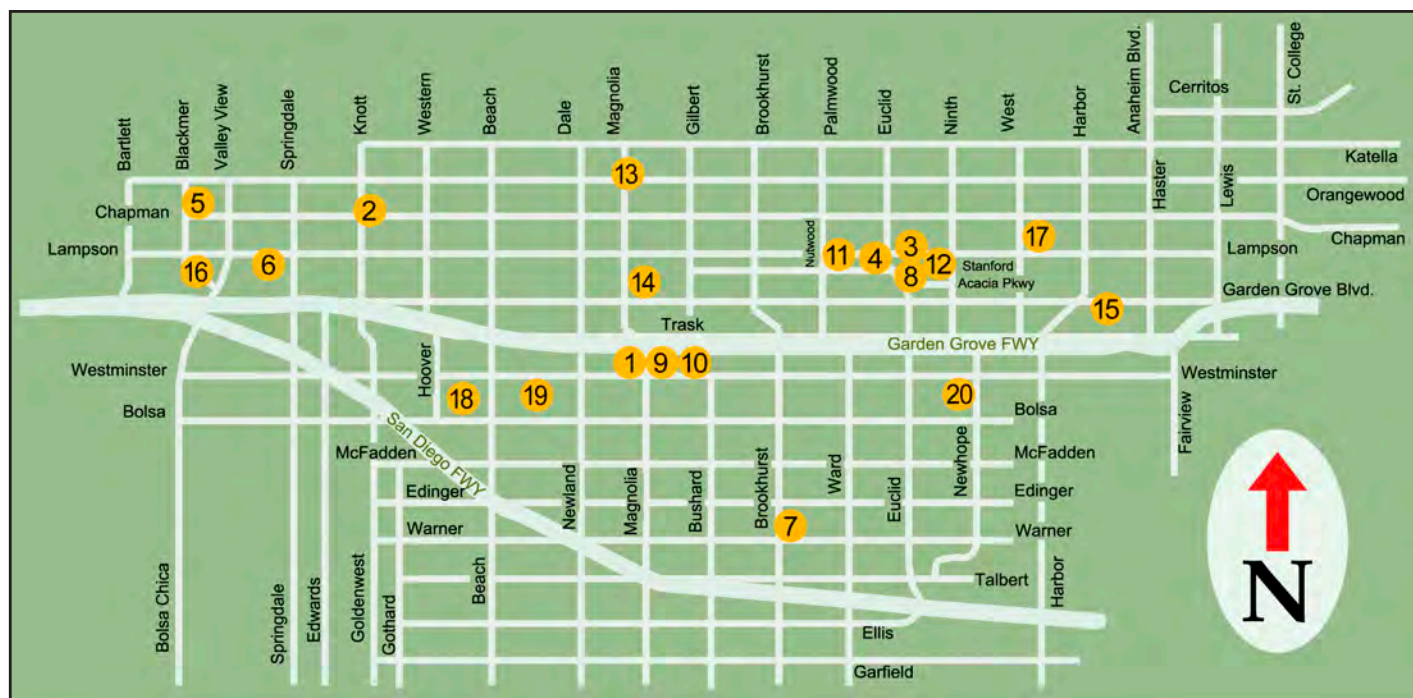 Bartlett
Blackmer
Valley View
Springdale
Knott
Western
Beach
Dale
Magnolia
Gilbert
Brookhurst
Palmwood
Euclid
Ninth
West
Harbor
Anaheim Blvd.
Cerritos
St. College
Katella
13
Haster
Lewis
Orangewood
5
Chapman
2
Nutwood
3
17
Chapman
Lampson
11
4
12
Lampson
16
6
8
Stanford
14
Acacia Pkwy
Garden Grove Blvd.
15
Trask
Garden Grove FWY
Westminster
Hoover
1
9
10
Westminster
18
19
20
Bolsa
Bolsa
Fairview
San Diego FWY
McFadden
McFadden
Newland
Magnolia
Bushard
Brookhurst
Ward
Euclid
Newhope
Edinger
Edinger
7
Warner
Warner
Talbert
Bolsa Chica
Springdale
Edwards
Goldenwest
Gothard
Beach
Harbor
Ellis
Garfield
N